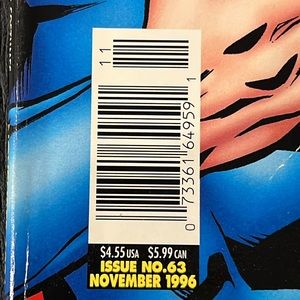 11
0 73361 64959 1
$4.55 USA $5.99 CAN
ISSUE NO.63
NOVEMBER 1996